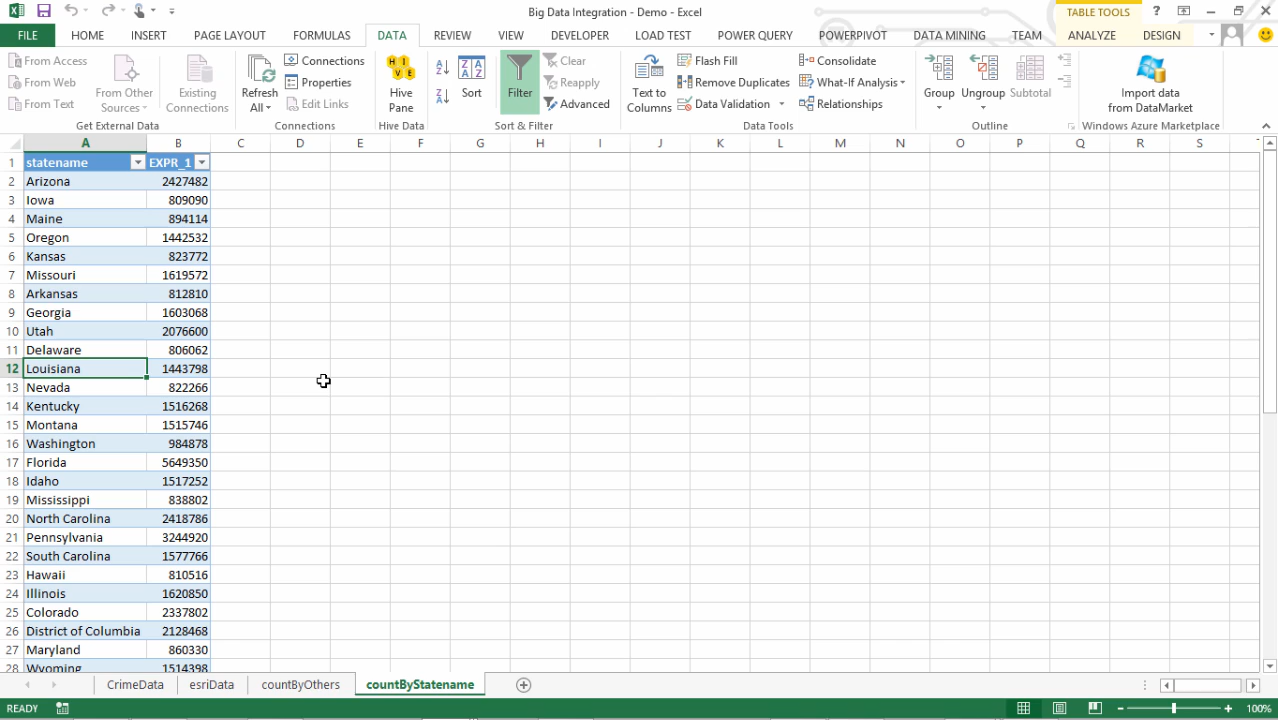 Big Data Integration - Demo - Excel
TABLE TOOLS
FILE HOME INSERT PAGE LAYOUT FORMULAS DATA REVIEW VIEW DEVELOPER LOAD TEST POWER QUERY POWERPIVOT DATA MINING TEAM ANALYZE DESIGN
From Access
From Web
From Text
From Other Sources
Existing Connections
Get External Data
Refresh All
Connections
Properties
Edit Links
Connections
Hive Pane
Hive Data
Sort
Filter
Clear
Reapply
Advanced
Sort & Filter
Text to Columns
Flash Fill
Remove Duplicates
Data Validation
Consolidate
What-If Analysis
Relationships
Data Tools
Group
Ungroup
Subtotal
Outline
Import data from DataMarket
Windows Azure Marketplace
A B C D E F G H I J K L M N O P Q R S
1 statename EXPR_1
2 Arizona 2427482
3 Iowa 809090
4 Maine 894114
5 Oregon 1442532
6 Kansas 823772
7 Missouri 1619572
8 Arkansas 812810
9 Georgia 1603068
10 Utah 2076600
11 Delaware 806062
12 Louisiana 1443798
13 Nevada 822266
14 Kentucky 1516268
15 Montana 1515746
16 Washington 984878
17 Florida 5649350
18 Idaho 1517252
19 Mississippi 838802
20 North Carolina 2418786
21 Pennsylvania 3244920
22 South Carolina 1577766
23 Hawaii 810516
24 Illinois 1620850
25 Colorado 2337802
26 District of Columbia 2128468
27 Maryland 860330
28 Wyoming 1514398
CrimeData esriData countByOthers countByStatename
READY 100%